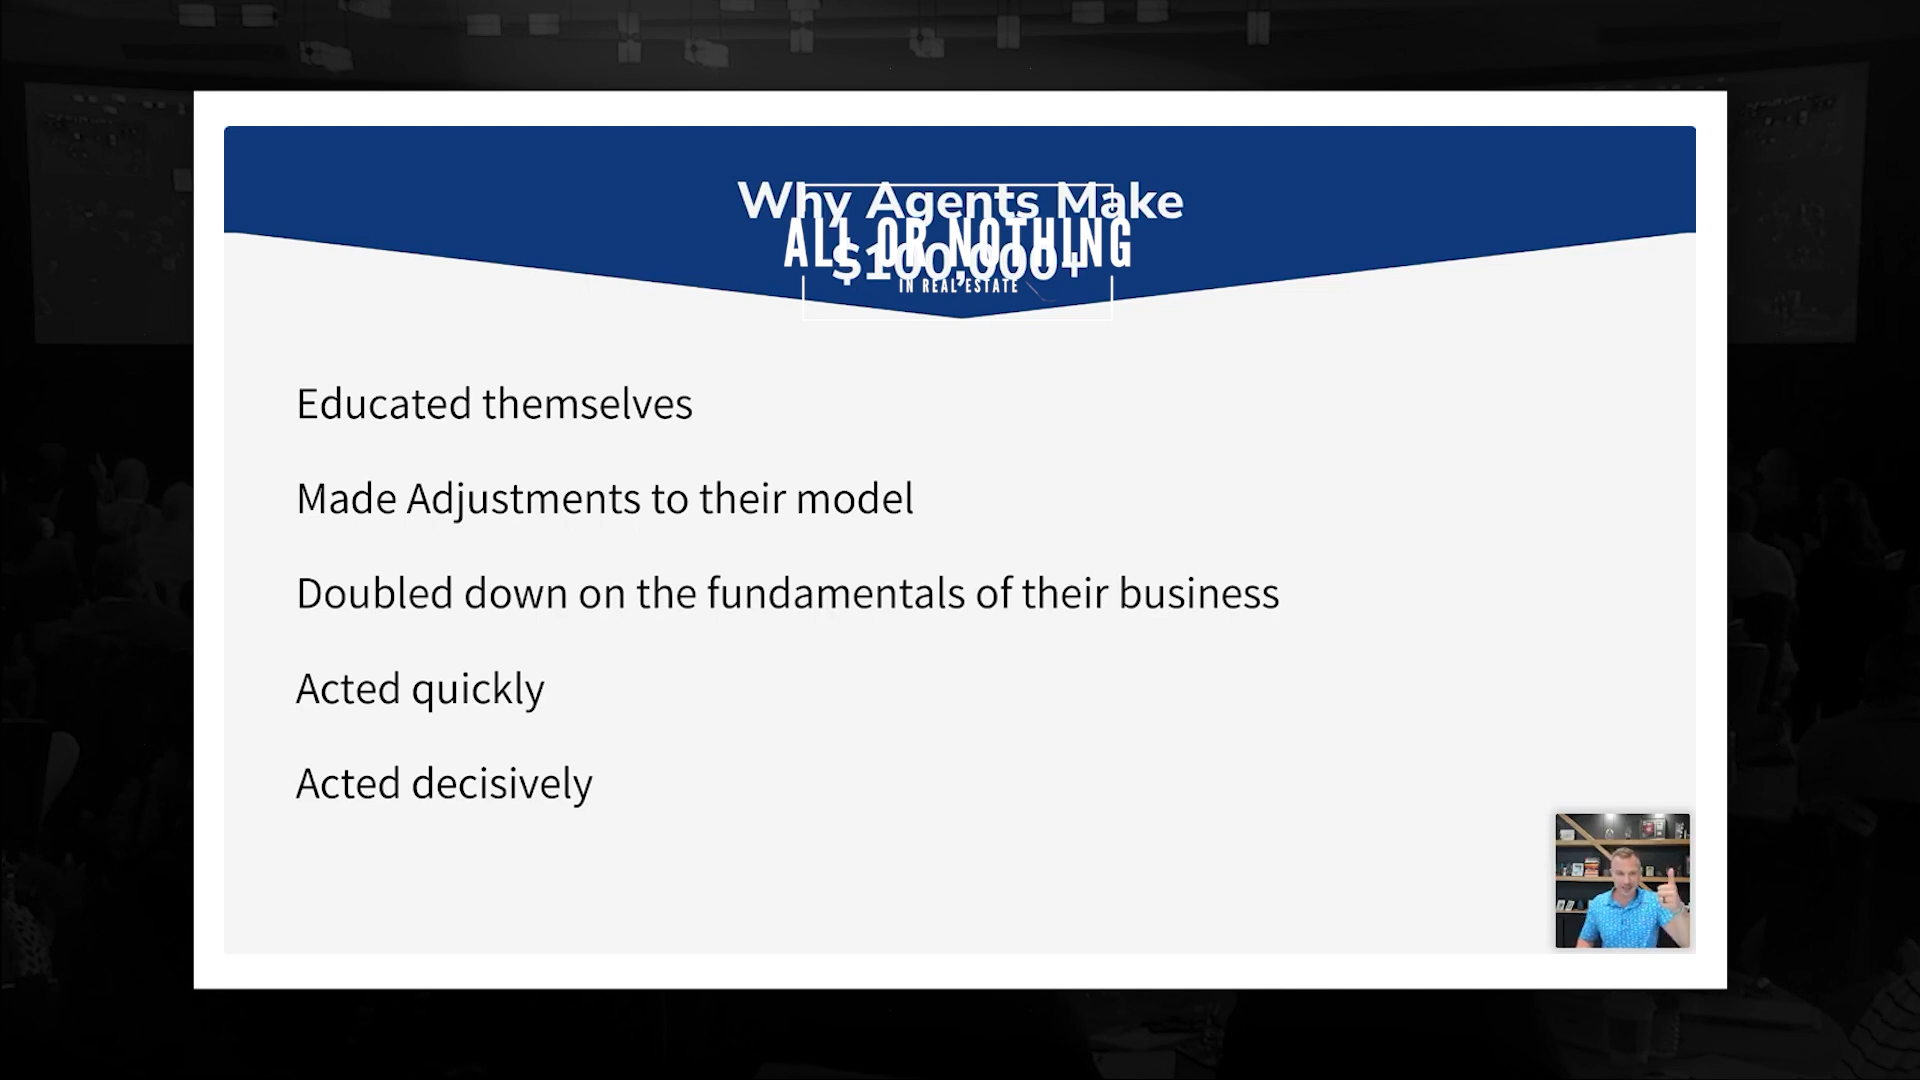 Why Agents Make
ALL OR NOTHING
$100,000+
IN REAL ESTATE
Educated themselves
Made Adjustments to their model
Doubled down on the fundamentals of their business
Acted quickly
Acted decisively